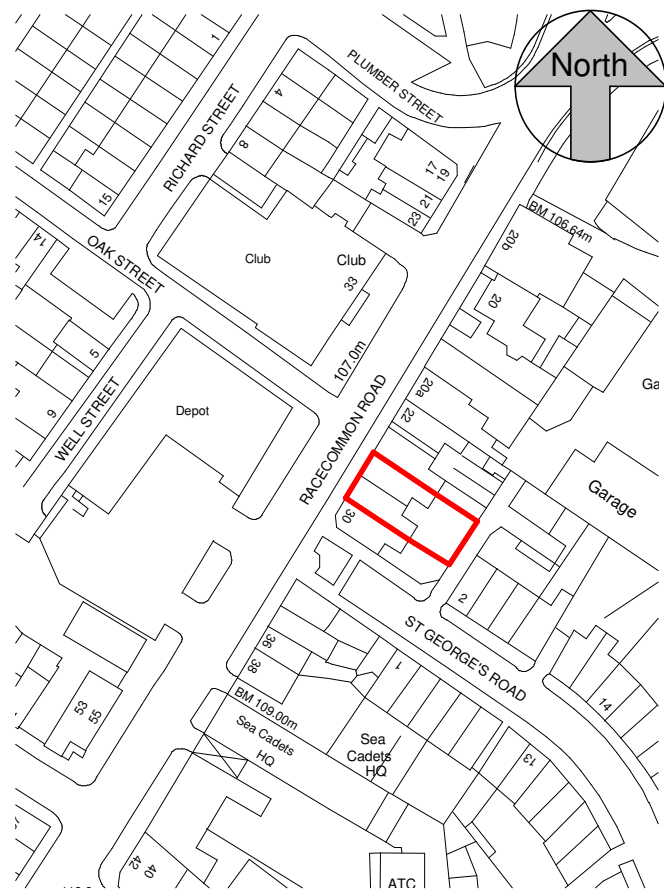 North
PLUMBER STREET
1
4
8
RICHARD STREET
17
19
21
23
15
14
OAK STREET
BM 106.64m
20b
Club
Club
33
20
5
107.0m
20a
22
Ga
WELL STREET
9
Depot
RACECOMMON ROAD
Garage
30
2
ST GEORGE'S ROAD
36
38
1
14
BM 109.00m
53
55
Sea Cadets
HQ
Sea
Cadets
HQ
13
42
40
ATC